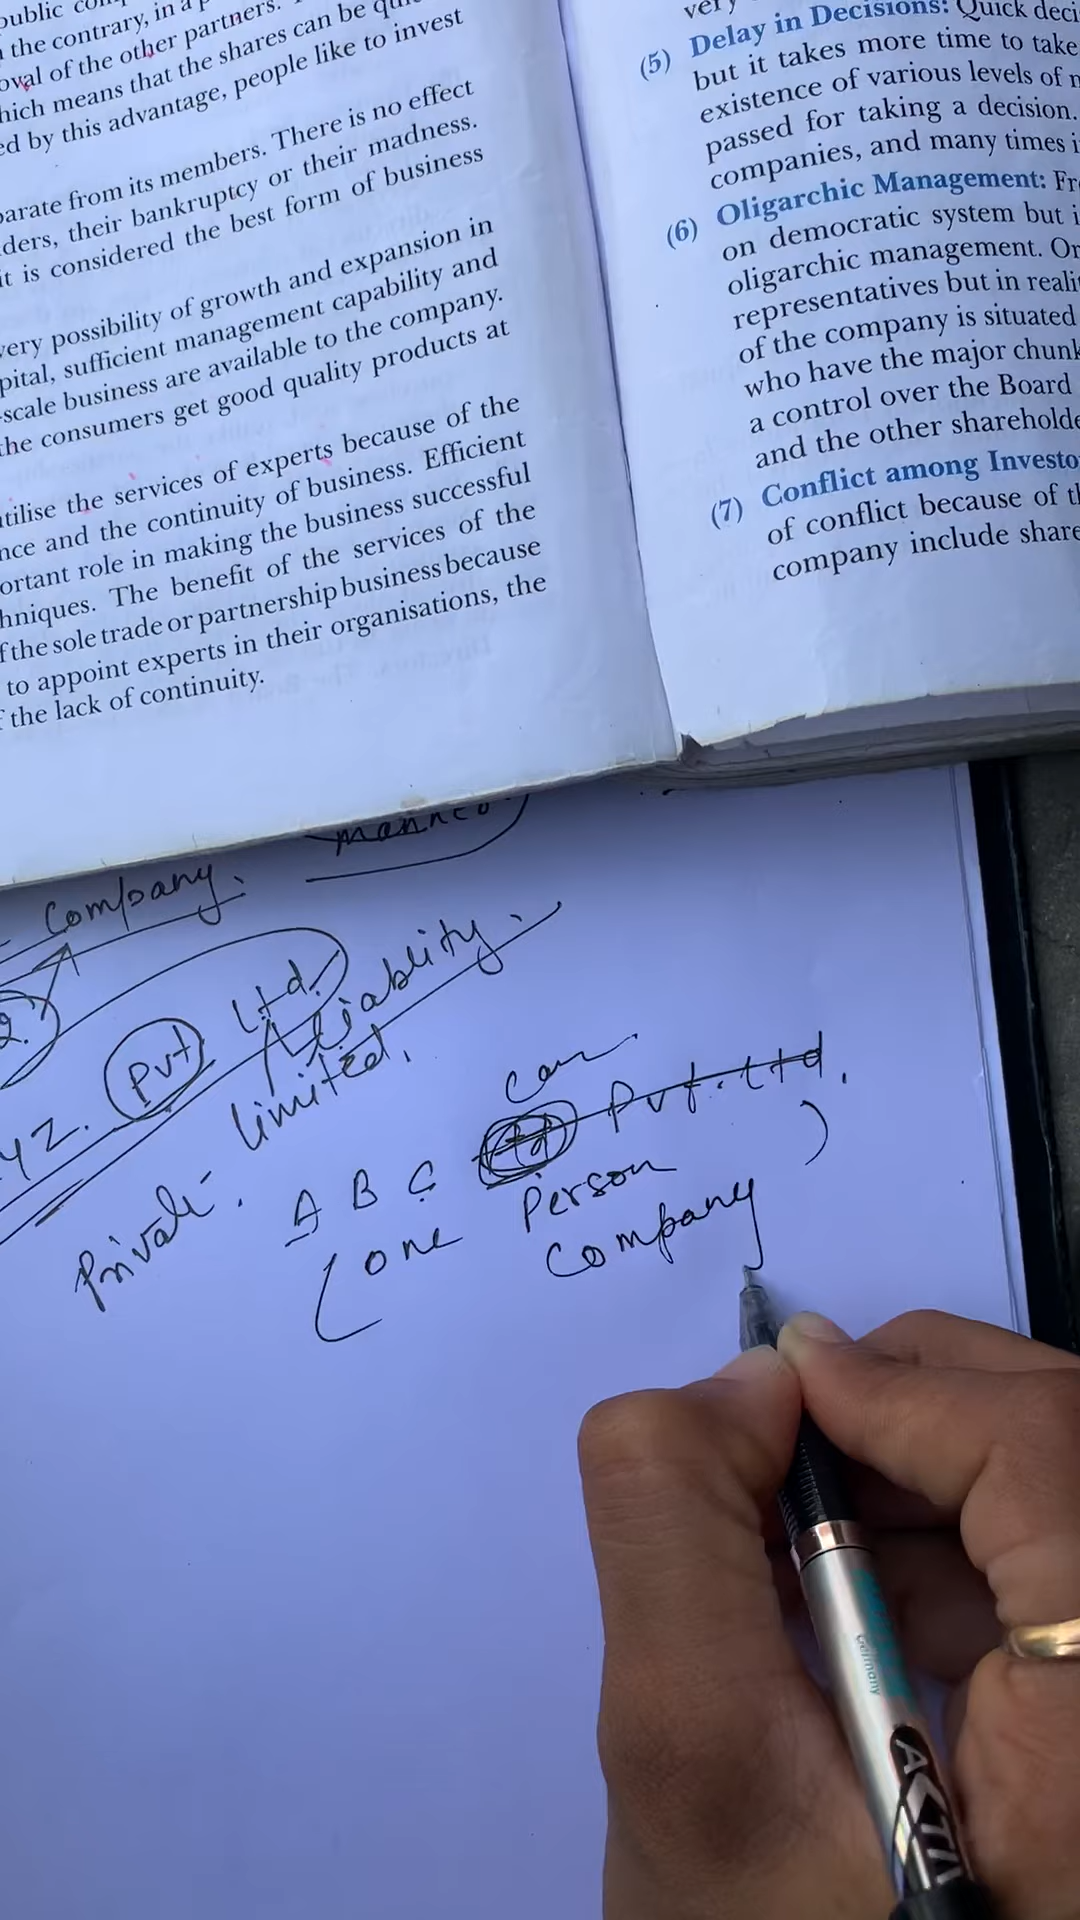 the contrary, in a p
oval of the other partners.
hich means that the shares can be qu
ed by this advantage, people like to invest
parate from its members. There is no effect
ders, their bankruptcy or their madness.
it is considered the best form of business
very possibility of growth and expansion in
pital, sufficient management capability and
-scale business are available to the company.
the consumers get good quality products at
utilise the services of experts because of the
nce and the continuity of business. Efficient
ortant role in making the business successful
hniques. The benefit of the services of the
f the sole trade or partnership business because
to appoint experts in their organisations, the
f the lack of continuity.
very
(5) Delay in Decisions: Quick deci
but it takes more time to take
existence of various levels of m
passed for taking a decision.
companies, and many times i
(6) Oligarchic Management: Fr
on democratic system but i
oligarchic management. Or
representatives but in realit
of the company is situated
who have the major chunk
a control over the Board
and the other shareholde
(7) Conflict among Investo
of conflict because of th
company include share
Company.
2.
YZ. Pvt Ltd.
liability.
limited.
Private.
A B C Pvt. Ltd.
(one Person
Company)
Germany
ACTIV